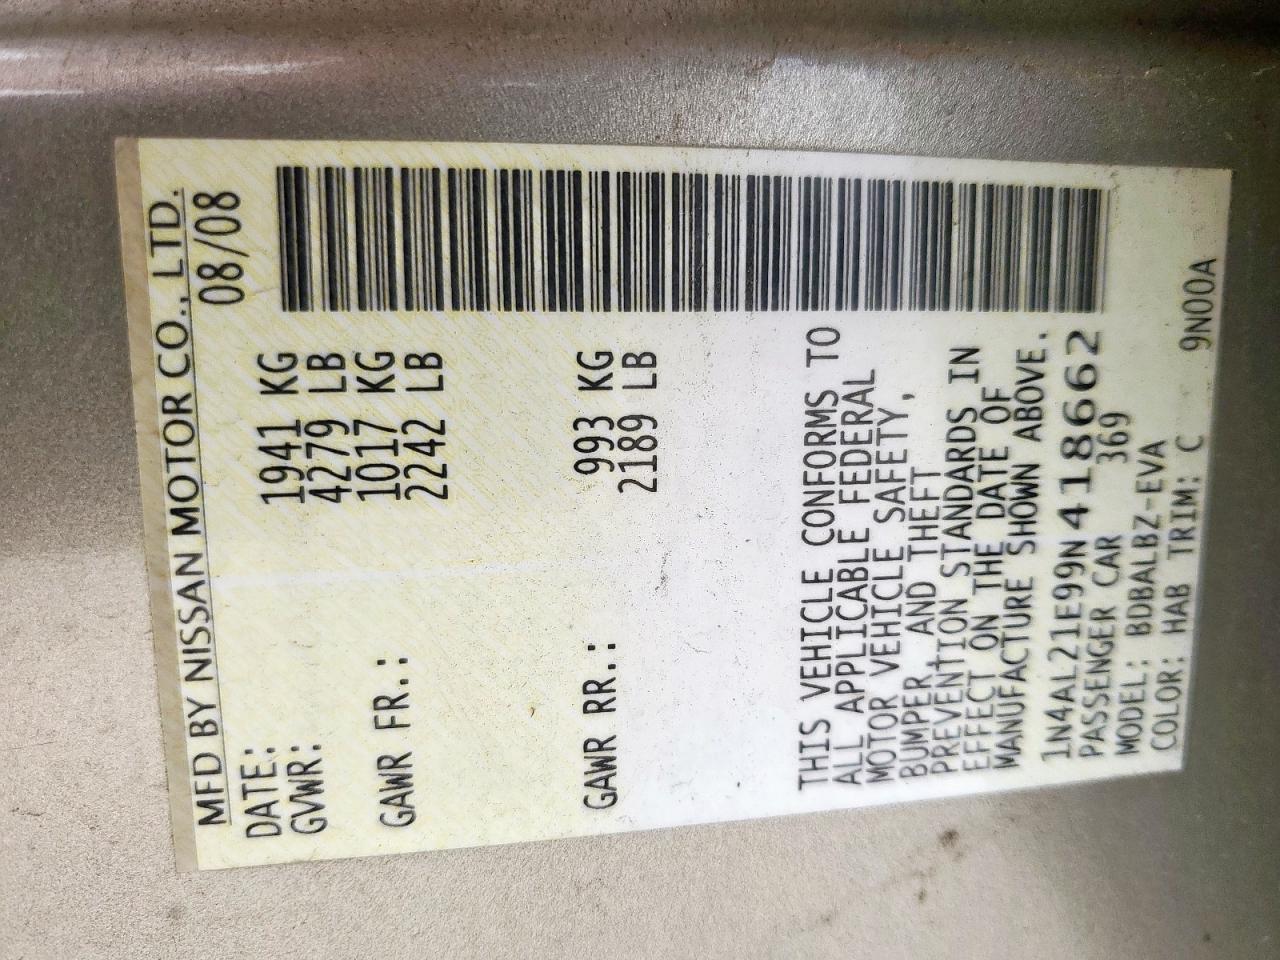 MFD BY NISSAN MOTOR CO., LTD.
DATE: 08/08
GVWR: 1941 KG
4279 LB
GAWR FR.: 1017 KG
2242 LB
GAWR RR.: 993 KG
2189 LB
THIS VEHICLE CONFORMS TO
ALL APPLICABLE FEDERAL
MOTOR VEHICLE SAFETY,
BUMPER, AND THEFT
PREVENTION STANDARDS IN
EFFECT ON THE DATE OF
MANUFACTURE SHOWN ABOVE.
1N4AL21E99N418662
PASSENGER CAR 369
MODEL: BDBALBZ-EVA
COLOR: HAB TRIM: C 9N00A